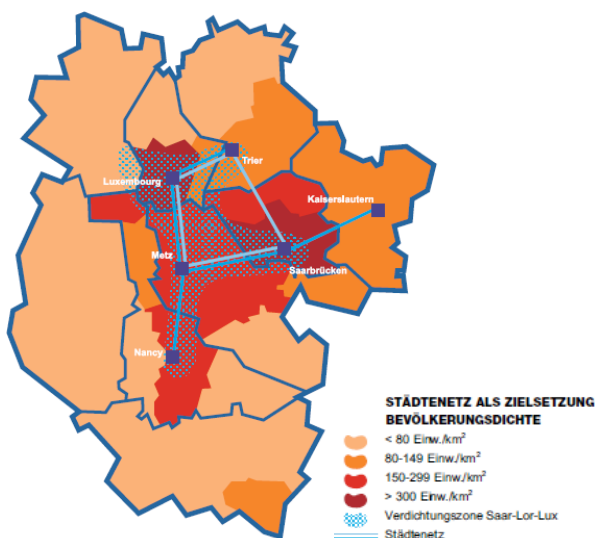 Trier
Luxembourg
Kaiserslautern
Metz
Saarbrücken
Nancy
STÄDTENETZ ALS ZIELSETZUNG
BEVÖLKERUNGSDICHTE
< 80 Einw./km²
80-149 Einw./km²
150-299 Einw./km²
> 300 Einw./km²
Verdichtungszone Saar-Lor-Lux
Städtenetz